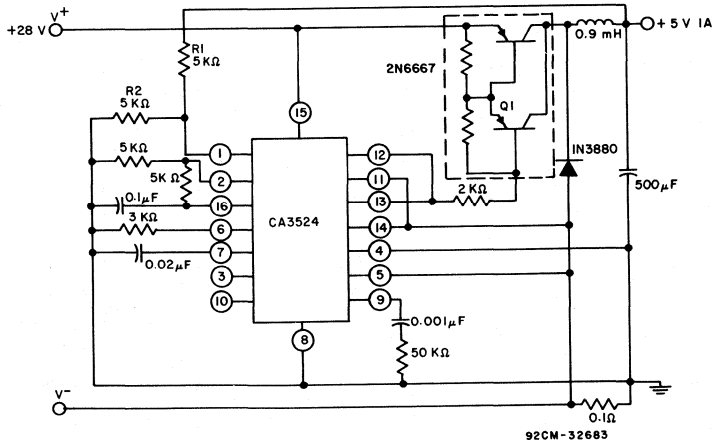 V+
+28 V
R1
5 KΩ
+ 5 V 1A
0.9 mH
2N6667
Q1
R2
5 KΩ
15
1
12
5 KΩ
2
11
1N3880
5K Ω
500µF
0.1µF
16
CA3524
13
2 KΩ
3 KΩ
6
14
7
4
0.02µF
3
5
10
9
0.001µF
8
50 KΩ
V−
0.1Ω
92CM-32683